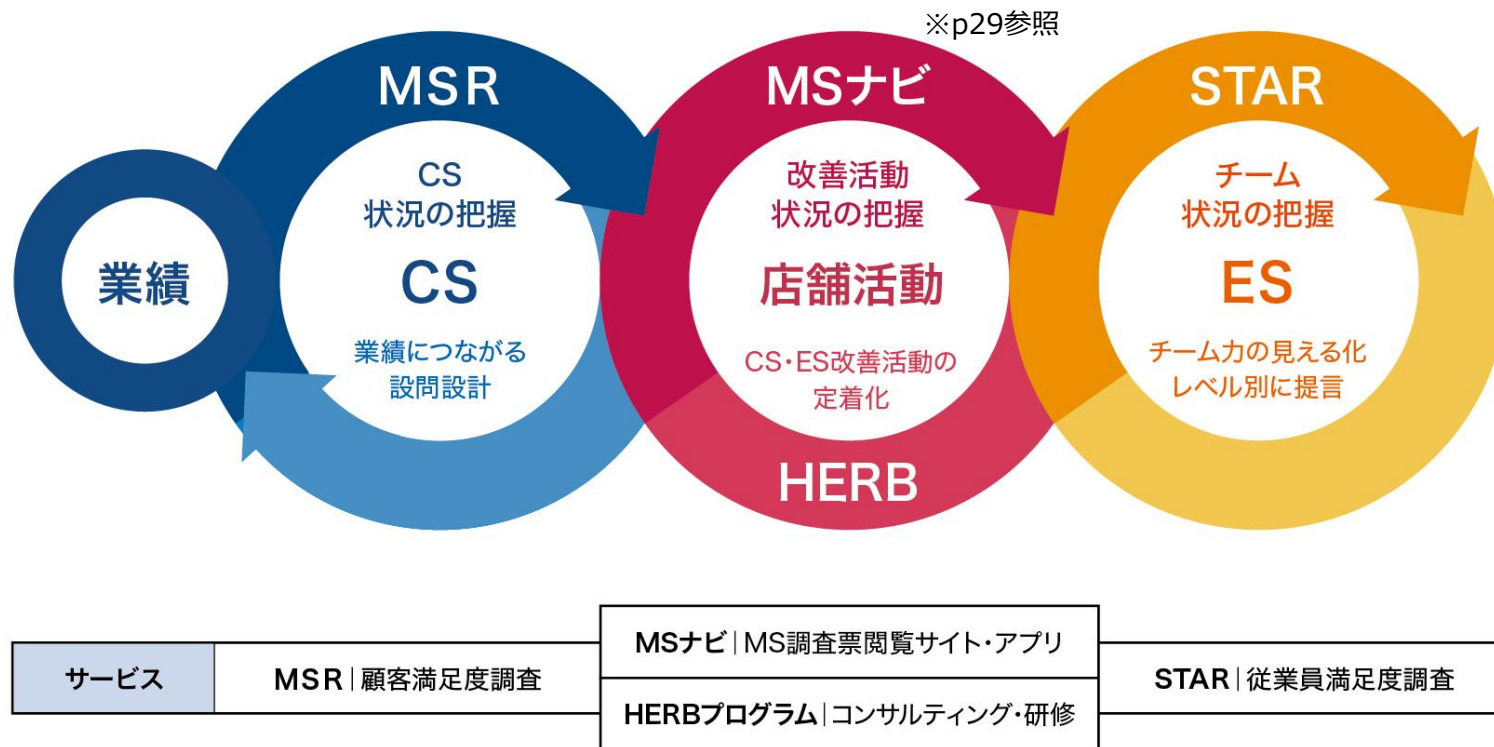 ※p29参照
MSR
MSナビ
STAR
業績
CS
状況の把握
CS
業績につながる
設問設計
改善活動
状況の把握
店舗活動
CS・ES改善活動の
定着化
HERB
チーム
状況の把握
ES
チーム力の見える化
レベル別に提言
サービス
MSR|顧客満足度調査
MSナビ|MS調査票閲覧サイト・アプリ
HERBプログラム|コンサルティング・研修
STAR|従業員満足度調査